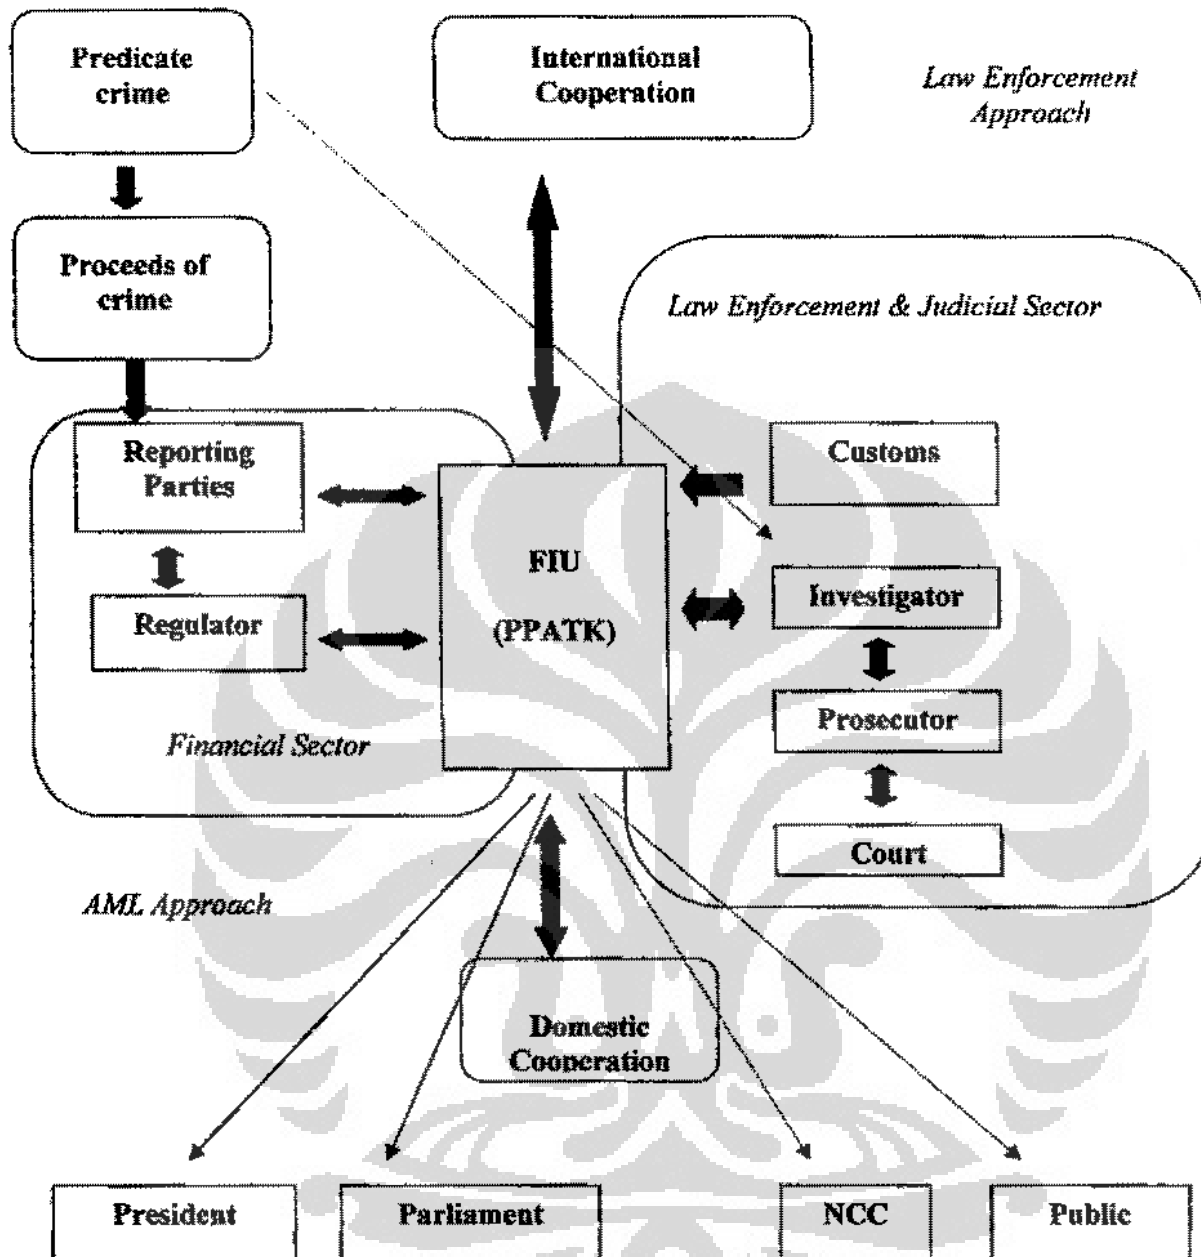 Predicate
crime
International
Cooperation
Law Enforcement
Approach
Proceeds of
crime
Law Enforcement & Judicial Sector
Reporting
Parties
Customs
FIU
(PPATK)
Investigator
Regulator
Prosecutor
Financial Sector
Court
AML Approach
Domestic
Cooperation
President
Parliament
NCC
Public